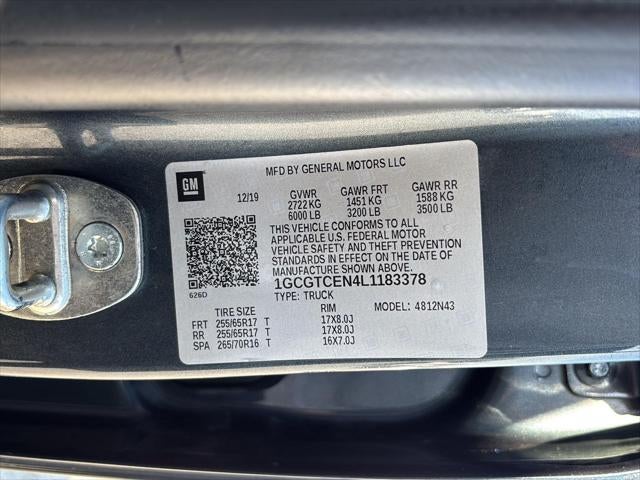 MFD BY GENERAL MOTORS LLC
GM
12/19 GVWR GAWR FRT GAWR RR
2722 KG 1451 KG 1588 KG
6000 LB 3200 LB 3500 LB
THIS VEHICLE CONFORMS TO ALL
APPLICABLE U.S. FEDERAL MOTOR
VEHICLE SAFETY AND THEFT PREVENTION
STANDARDS IN EFFECT ON THE DATE OF
MANUFACTURE SHOWN ABOVE.
626D
1GCGTCEN4L1183378
TYPE: TRUCK
MODEL: 4812N43
TIRE SIZE RIM
FRT 255/65R17 T 17X8.0J
RR 255/65R17 T 17X8.0J
SPA 265/70R16 T 16X7.0J